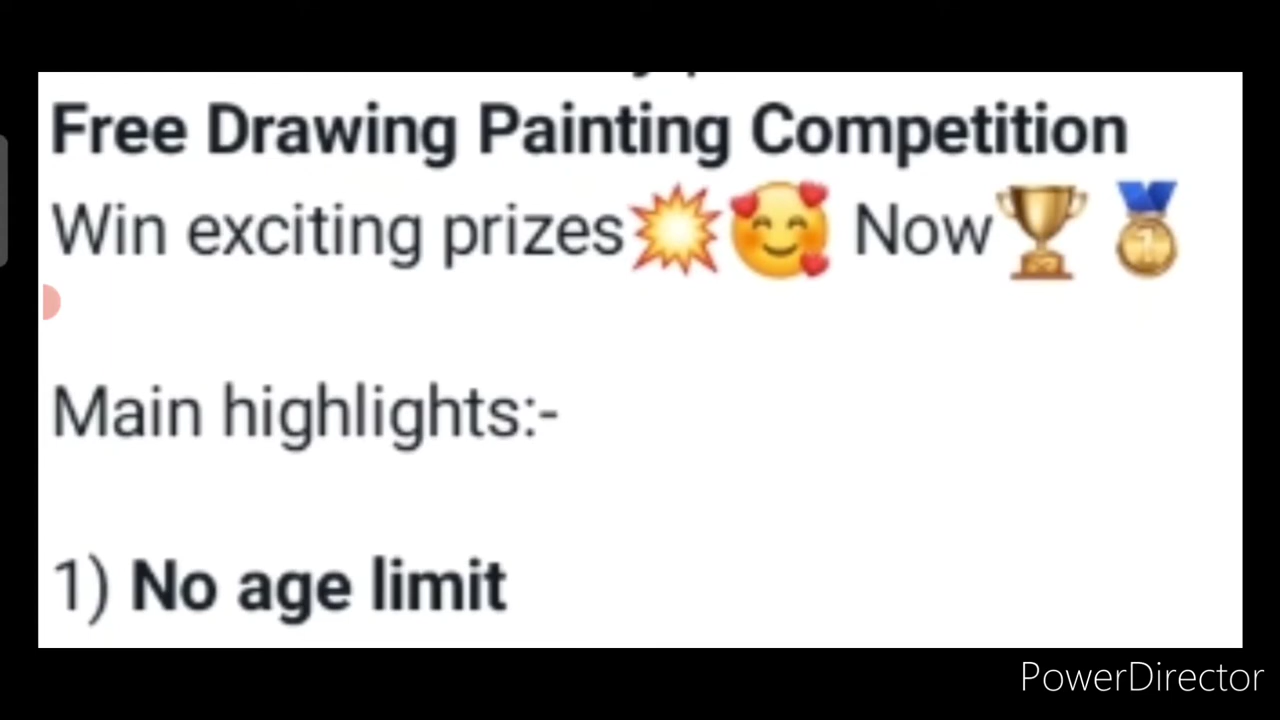 Free Drawing Painting Competition
Win exciting prizes💥🥰 Now🏆🏅
Main highlights:-
1) No age limit
PowerDirector